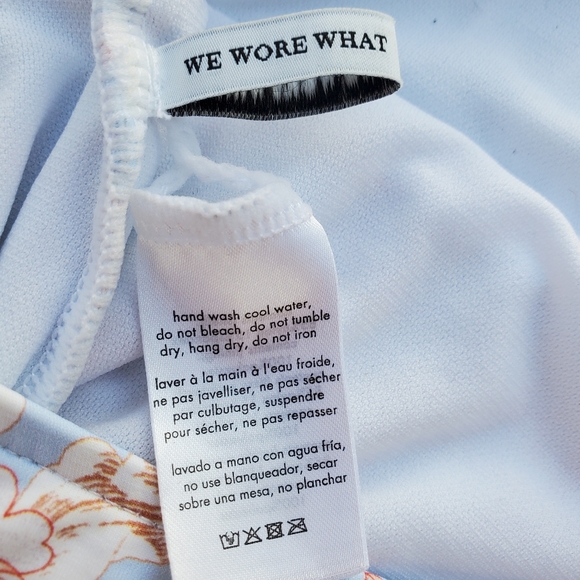 WE WORE WHAT
hand wash cool water,
do not bleach, do not tumble
dry, hang dry, do not iron
laver à la main à l'eau froide,
ne pas javelliser, ne pas sécher
par culbutage, suspendre
pour sécher, ne pas repasser
lavado a mano con agua fría,
no use blanqueador, secar
sobre una mesa, no planchar